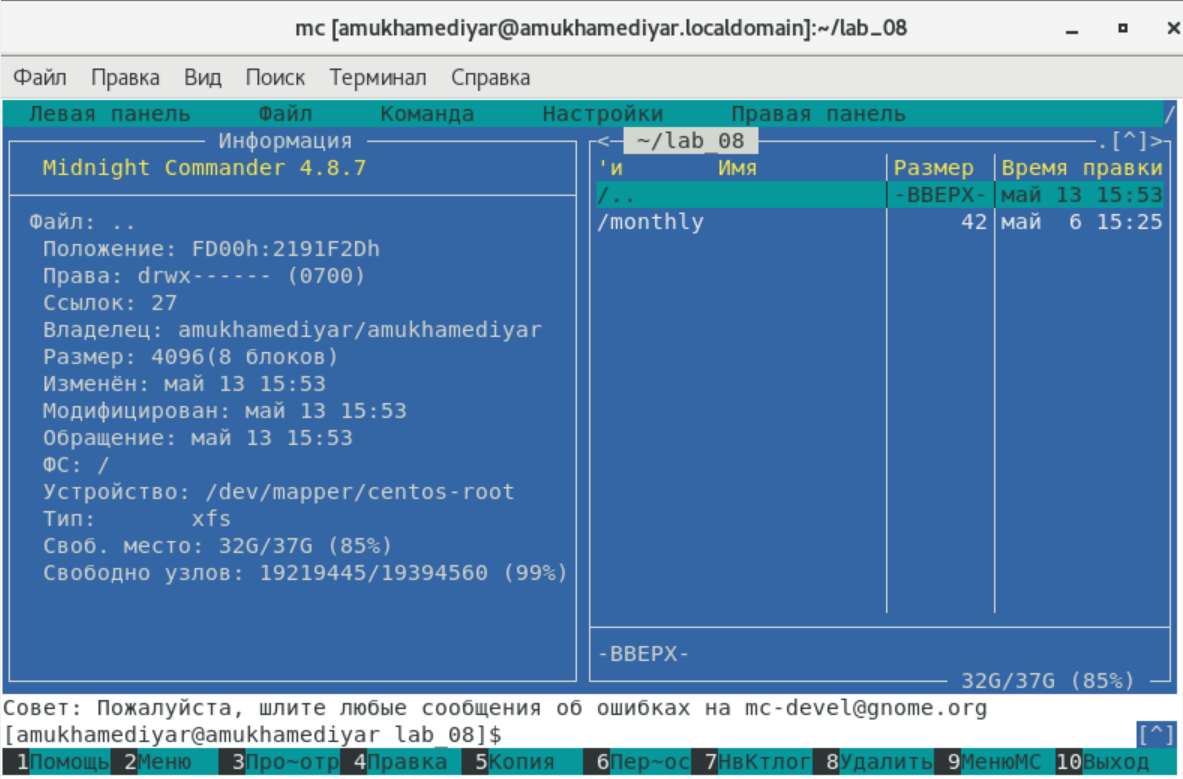 mc [amukhamediyar@amukhamediyar.localdomain]:~/lab_08
Файл Правка Вид Поиск Терминал Справка
Левая панель Файл Команда Настройки Правая панель /
Информация
Midnight Commander 4.8.7
Файл: ..
Положение: FD00h:2191F2Dh
Права: drwx------ (0700)
Ссылок: 27
Владелец: amukhamediyar/amukhamediyar
Размер: 4096(8 блоков)
Изменён: май 13 15:53
Модифицирован: май 13 15:53
Обращение: май 13 15:53
ФС: /
Устройство: /dev/mapper/centos-root
Тип: xfs
Своб. место: 32G/37G (85%)
Свободно узлов: 19219445/19394560 (99%)
<- ~/lab_08 .[^]>
'и Имя Размер Время правки
/.. -ВВЕРХ- май 13 15:53
/monthly 42 май 6 15:25
-ВВЕРХ-
32G/37G (85%)
Совет: Пожалуйста, шлите любые сообщения об ошибках на mc-devel@gnome.org
[amukhamediyar@amukhamediyar lab_08]$ [^]
1Помощь 2Меню 3Про~отр 4Правка 5Копия 6Пер~ос 7НвКтлог 8Удалить 9МенюМС 10Выход